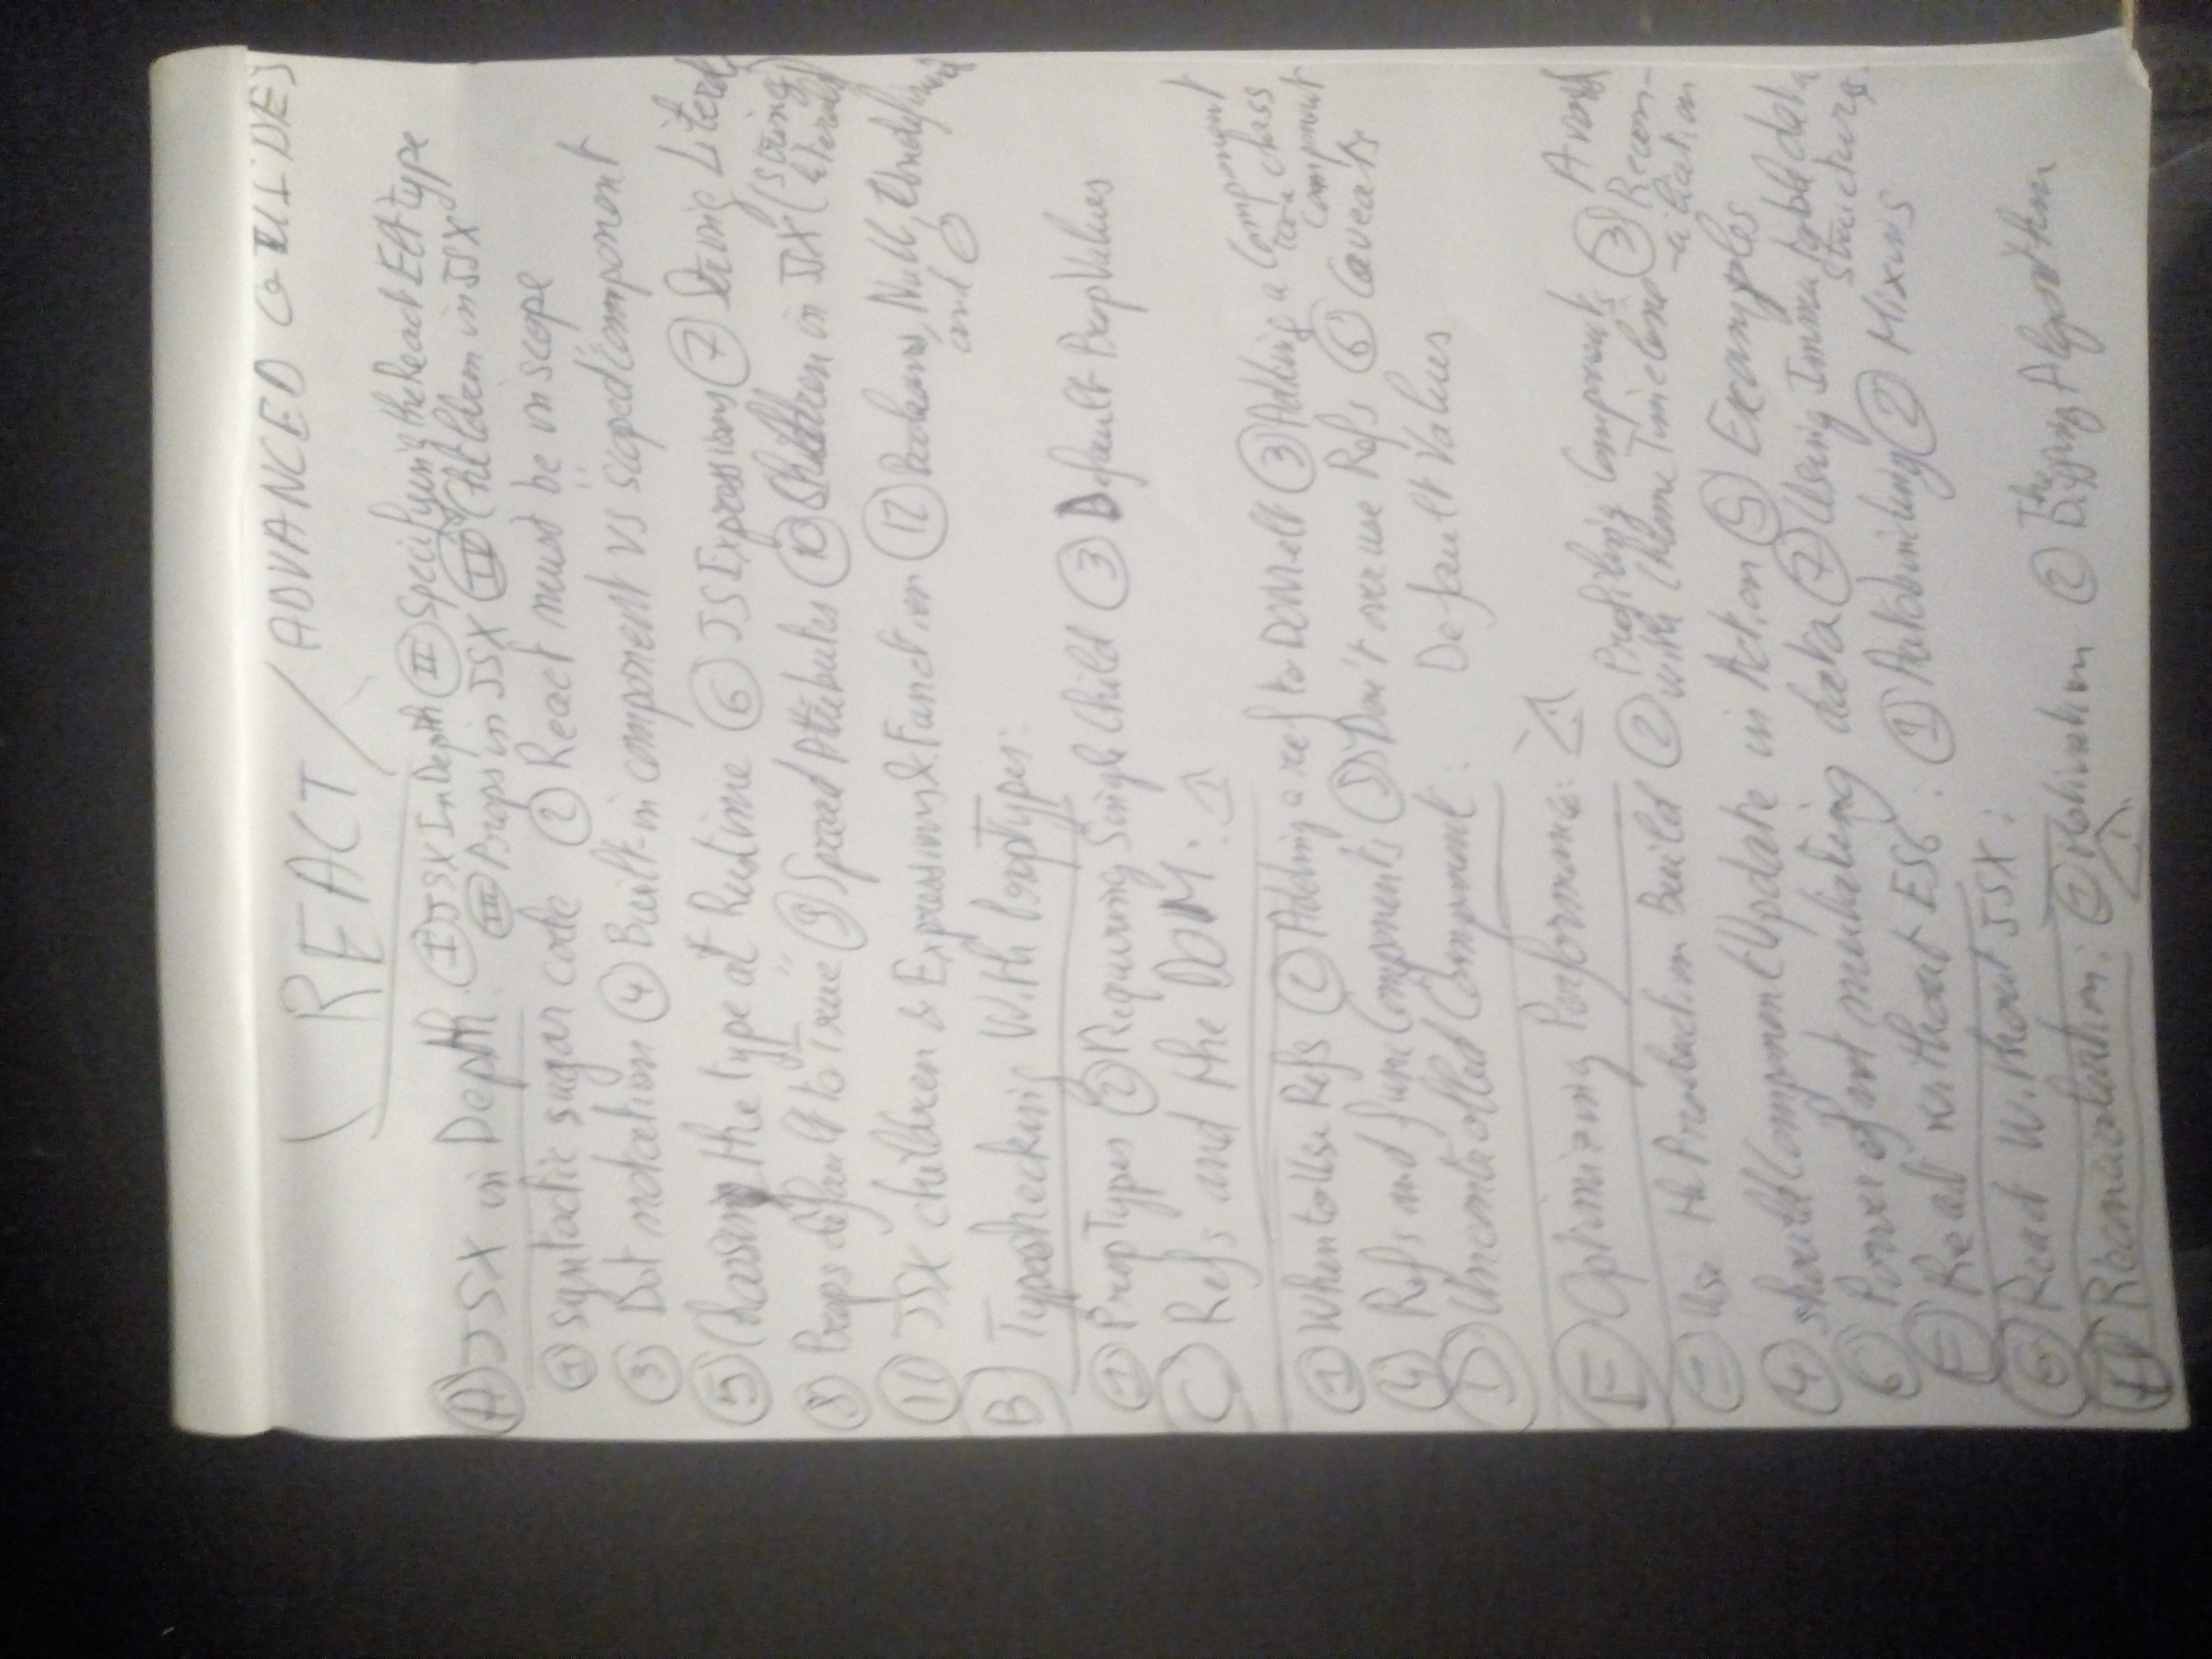 REACT / ADVANCED GUIDES
(A) JSX in Depth: (I) JSX In Depth (II) Specifying the React Elt type
(III) Props in JSX (IV) Children in JSX
(1) Syntactic sugar code (2) React must be in scope
(3) Dot notation (4) Built-in component vs scoped component
(5) Choosing the type at Runtime (6) JS Expressions (7) String Literals
(8) Props default to "True" (9) Spread Attributes (10) Children in JSX (string literals)
(11) JSX children & Expressions & Function (12) Booleans, Null, Undefined
and
(B) Typechecking With PropTypes:
(1) PropTypes (2) Requiring Single Child (3) Default Prop Values
(C) Refs and the DOM:
(1) When to Use Refs (2) Adding a ref to DOM elt (3) Adding a Component
class component
(4) Refs and func Components (5) Don't over use Refs (6) Caveats
(D) Uncontrolled Component: Default Values
(E) Optimizing Performance:
(1) Use the Production Build (2) Profiling Components with Chrome Timeline (3) Avoid Recon-
-ciliation
(4) shouldComponentUpdate in Action (5) Examples
(6) Power of not mutating data (7) Using Immutable data structures
(F) React without ES6: (1) Autobinding (2) Mixins
(G) React Without JSX:
(H) Reconciliation: (1) Motivation (2) The Diffing Algorithm